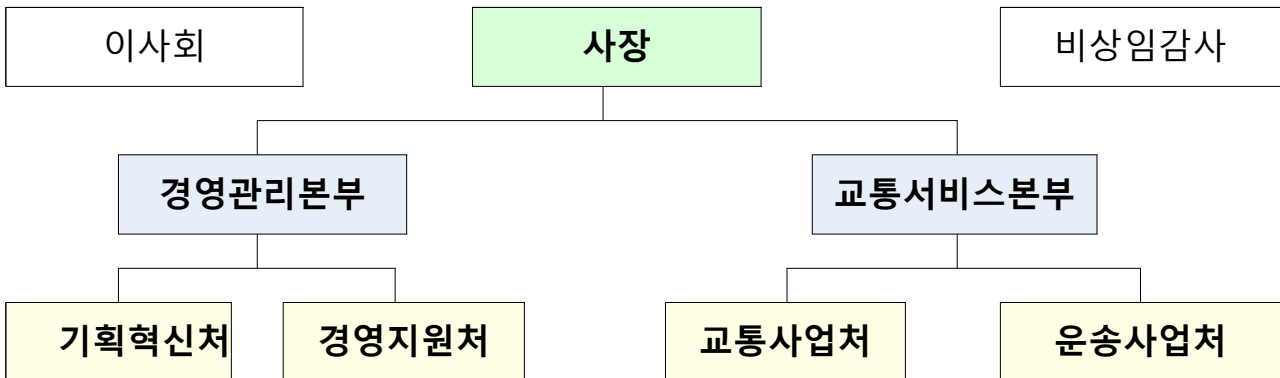 이사회
사장
비상임감사
경영관리본부
교통서비스본부
기획혁신처
경영지원처
교통사업처
운송사업처